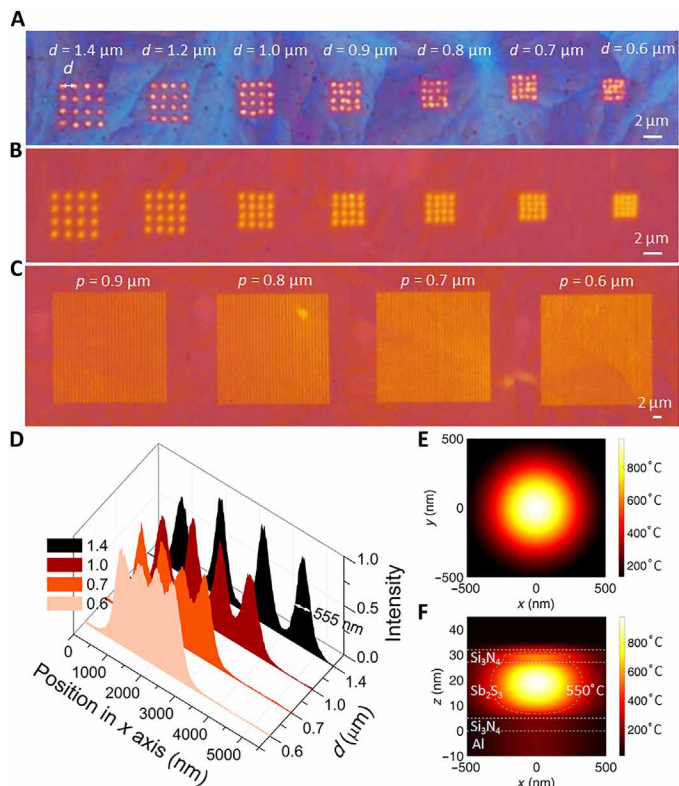 A
d = 1.4 µm d = 1.2 µm d = 1.0 µm d = 0.9 µm d = 0.8 µm d = 0.7 µm d = 0.6 µm
d
2 µm
B
2 µm
C
p = 0.9 µm p = 0.8 µm p = 0.7 µm p = 0.6 µm
2 µm
D
1.4
1.0
0.7
0.6
555 nm
1.0
0.5
0.0
Intensity
0 1000 2000 3000 4000 5000
Position in x axis (nm)
1.4
1.0
0.7
0.6
d (µm)
E
500
0
-500
y (nm)
-500 0 500
x (nm)
800°C
600°C
400°C
200°C
F
40
30
20
10
0
-10
z (nm)
Si3N4
Sb2S3 550°C
Si3N4
Al
-500 0 500
x (nm)
800°C
600°C
400°C
200°C